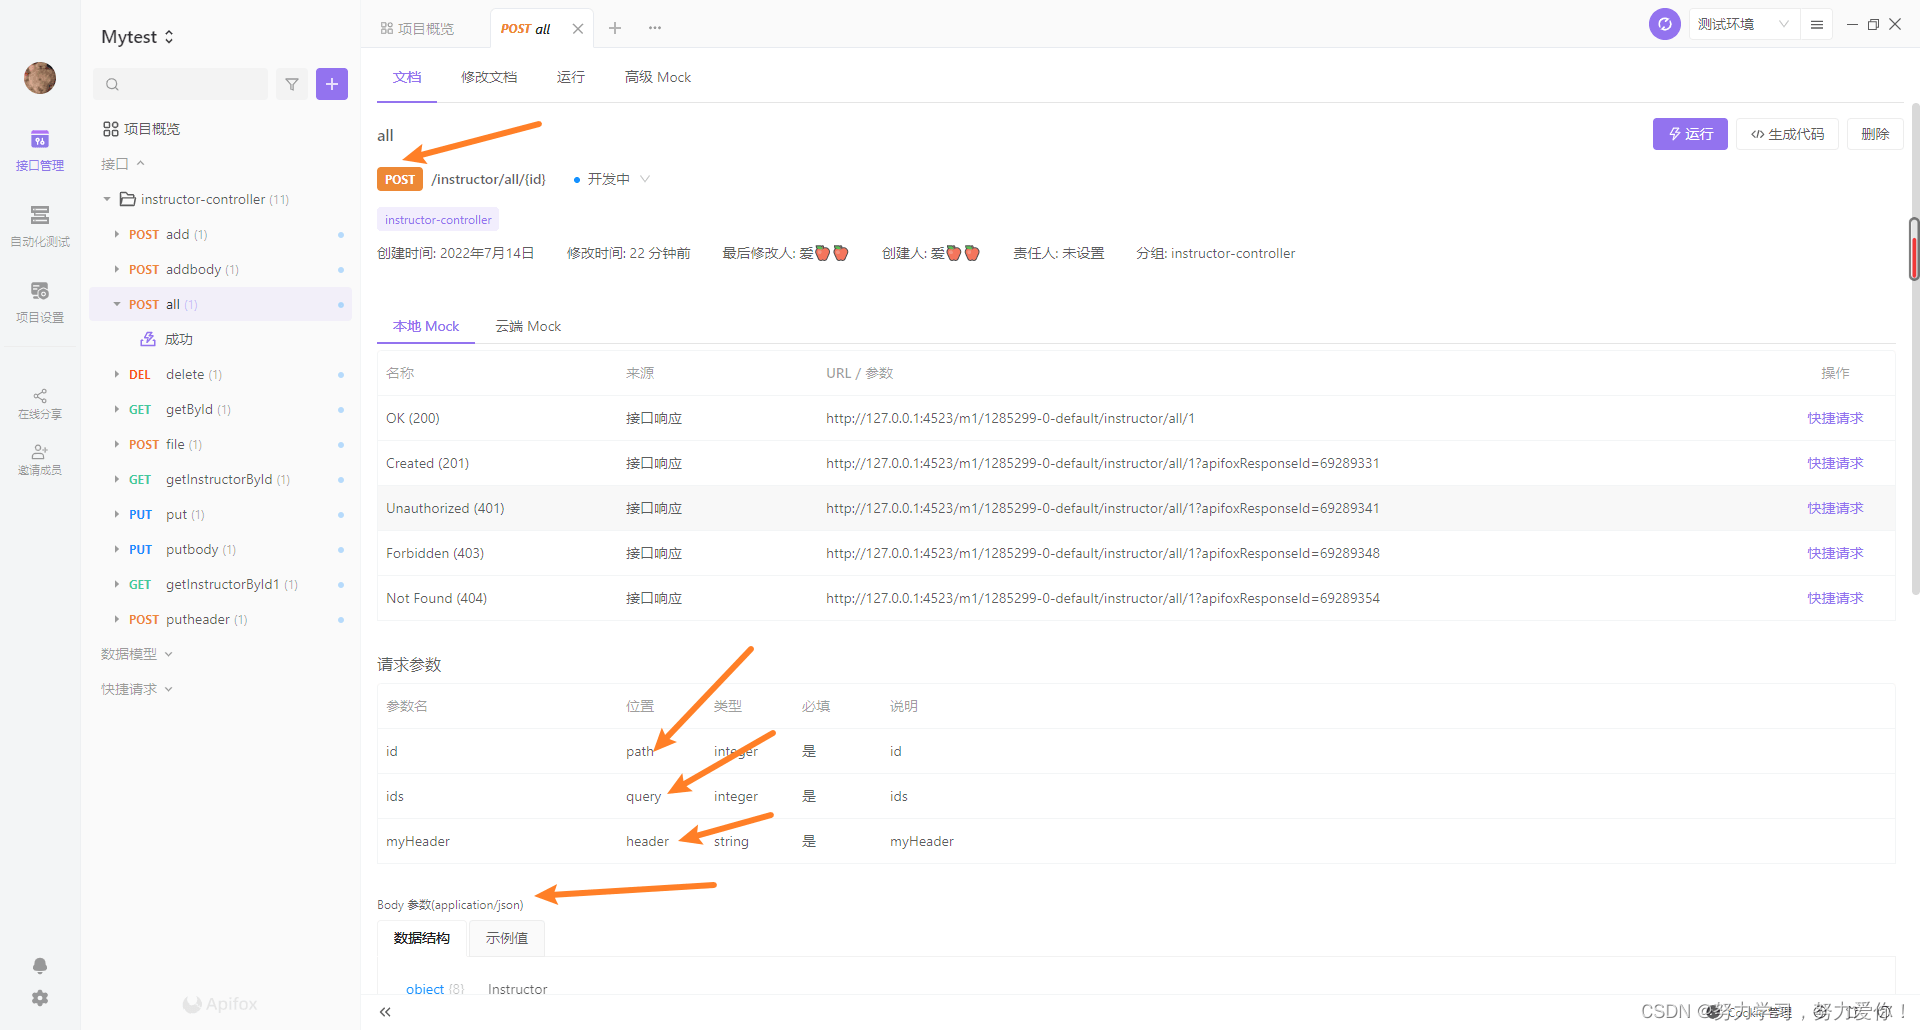 Mytest
项目概览
POST all
测试环境
接口管理
自动化测试
项目设置
在线分享
邀请成员
项目概览
接口
instructor-controller (11)
POST add (1)
POST addbody (1)
POST all (1)
成功
DEL delete (1)
GET getById (1)
POST file (1)
GET getInstructorById (1)
PUT put (1)
PUT putbody (1)
GET getInstructorById1 (1)
POST putheader (1)
数据模型
快捷请求
Apifox
文档 修改文档 运行 高级 Mock
all
运行 生成代码 删除
POST /instructor/all/{id} 开发中
instructor-controller
创建时间: 2022年7月14日 修改时间: 22 分钟前 最后修改人: 爱🍎🍎 创建人: 爱🍎🍎 责任人: 未设置 分组: instructor-controller
本地 Mock 云端 Mock
名称 来源 URL / 参数 操作
OK (200) 接口响应 http://127.0.0.1:4523/m1/1285299-0-default/instructor/all/1 快捷请求
Created (201) 接口响应 http://127.0.0.1:4523/m1/1285299-0-default/instructor/all/1?apifoxResponseId=69289331 快捷请求
Unauthorized (401) 接口响应 http://127.0.0.1:4523/m1/1285299-0-default/instructor/all/1?apifoxResponseId=69289341 快捷请求
Forbidden (403) 接口响应 http://127.0.0.1:4523/m1/1285299-0-default/instructor/all/1?apifoxResponseId=69289348 快捷请求
Not Found (404) 接口响应 http://127.0.0.1:4523/m1/1285299-0-default/instructor/all/1?apifoxResponseId=69289354 快捷请求
请求参数
参数名 位置 类型 必填 说明
id path integer 是 id
ids query integer 是 ids
myHeader header string 是 myHeader
Body 参数(application/json)
数据结构 示例值
object {8} Instructor
CSDN @努力学习，努力爱你！